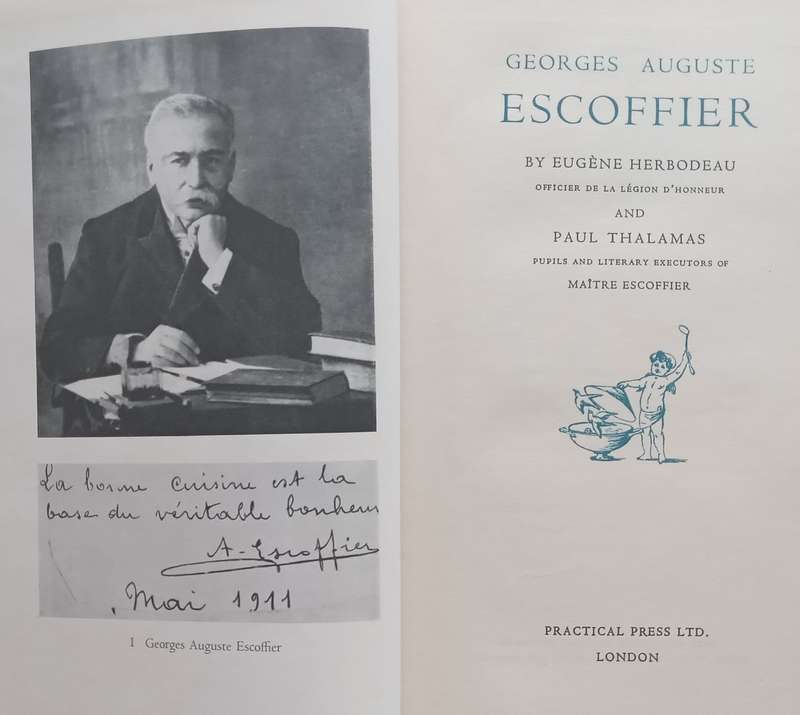 La bonne cuisine est la
base du véritable bonheur
A. Escoffier
Mai 1911
1 Georges Auguste Escoffier
GEORGES AUGUSTE
ESCOFFIER
BY EUGÈNE HERBODEAU
OFFICIER DE LA LÉGION D'HONNEUR
AND
PAUL THALAMAS
PUPILS AND LITERARY EXECUTORS OF
MAÎTRE ESCOFFIER
PRACTICAL PRESS LTD.
LONDON